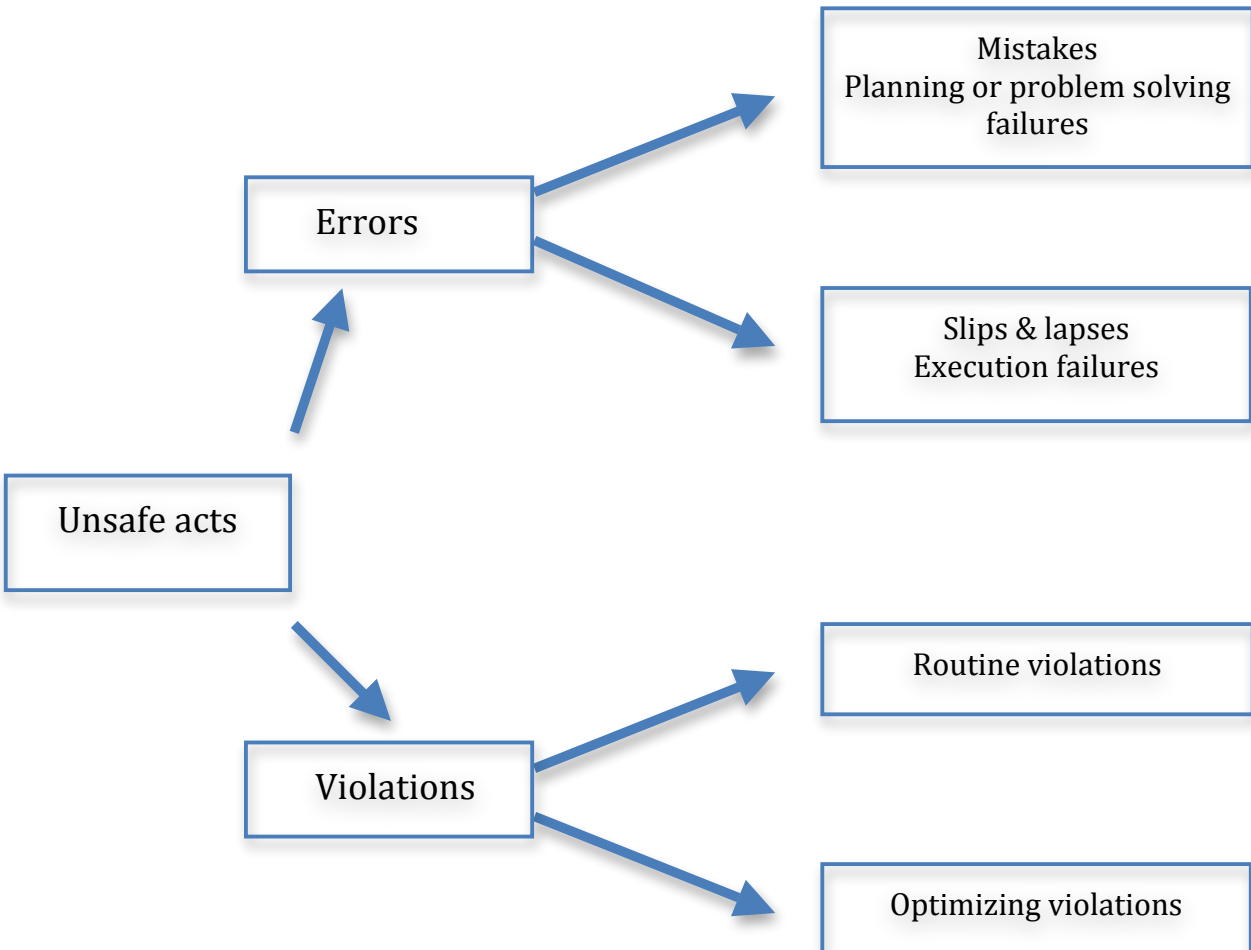 Mistakes
Planning or problem solving
failures
Errors
Slips & lapses
Execution failures
Unsafe acts
Routine violations
Violations
Optimizing violations